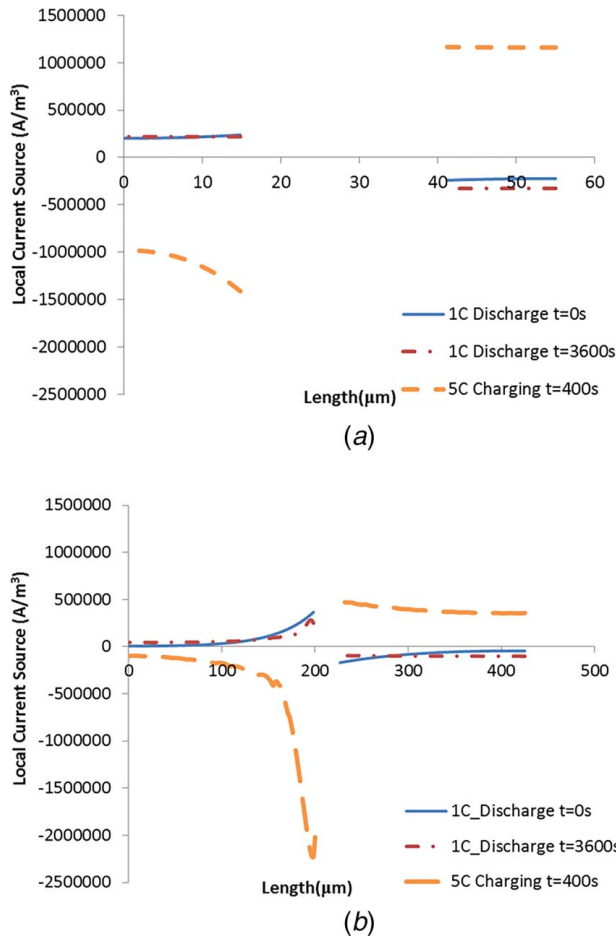 1500000
1000000
500000
0
-500000
-1000000
-1500000
-2000000
-2500000
Local Current Source (A/m³)
0 10 20 30 40 50 60
1C Discharge t=0s
1C Discharge t=3600s
5C Charging t=400s
Length(µm)
(a)
1500000
1000000
500000
0
-500000
-1000000
-1500000
-2000000
-2500000
Local Current Source (A/m³)
0 100 200 300 400 500
1C_Discharge t=0s
1C_Discharge t=3600s
5C Charging t=400s
Length(µm)
(b)